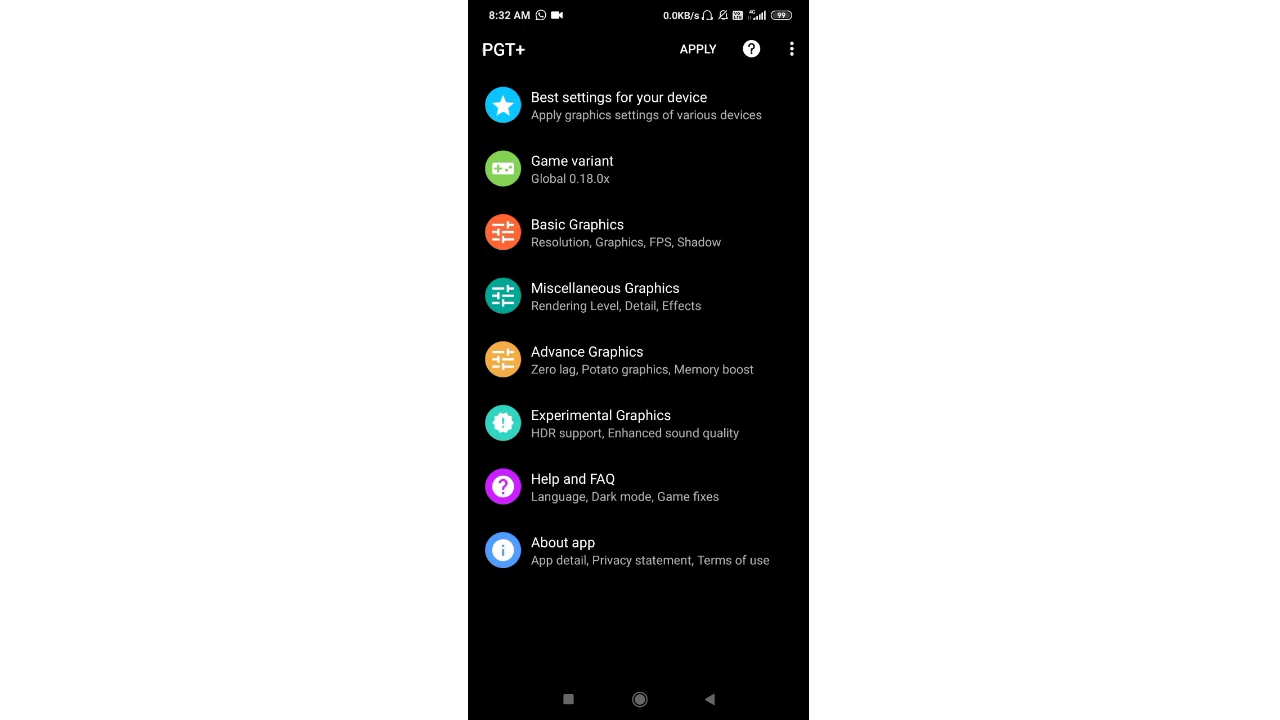 8:32 AM 0.0KB/s 4G 99
PGT+ APPLY
Best settings for your device
Apply graphics settings of various devices
Game variant
Global 0.18.0x
Basic Graphics
Resolution, Graphics, FPS, Shadow
Miscellaneous Graphics
Rendering Level, Detail, Effects
Advance Graphics
Zero lag, Potato graphics, Memory boost
Experimental Graphics
HDR support, Enhanced sound quality
Help and FAQ
Language, Dark mode, Game fixes
About app
App detail, Privacy statement, Terms of use